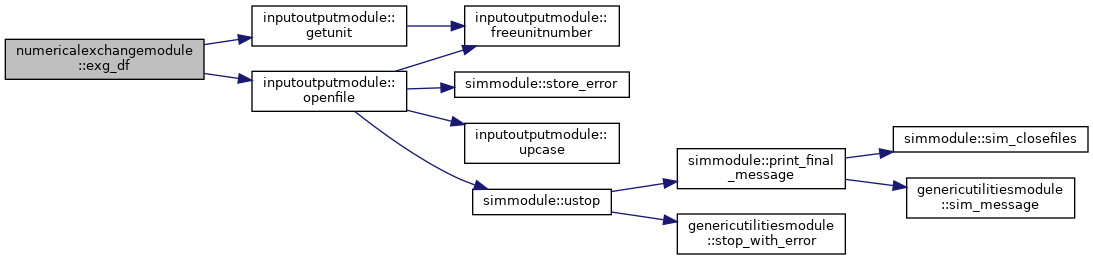 numericalexchangemodule
::exg_df
inputoutputmodule::
getunit
inputoutputmodule::
openfile
inputoutputmodule::
freeunitnumber
simmodule::store_error
inputoutputmodule::
upcase
simmodule::ustop
simmodule::print_final
_message
genericutilitiesmodule
::stop_with_error
simmodule::sim_closefiles
genericutilitiesmodule
::sim_message